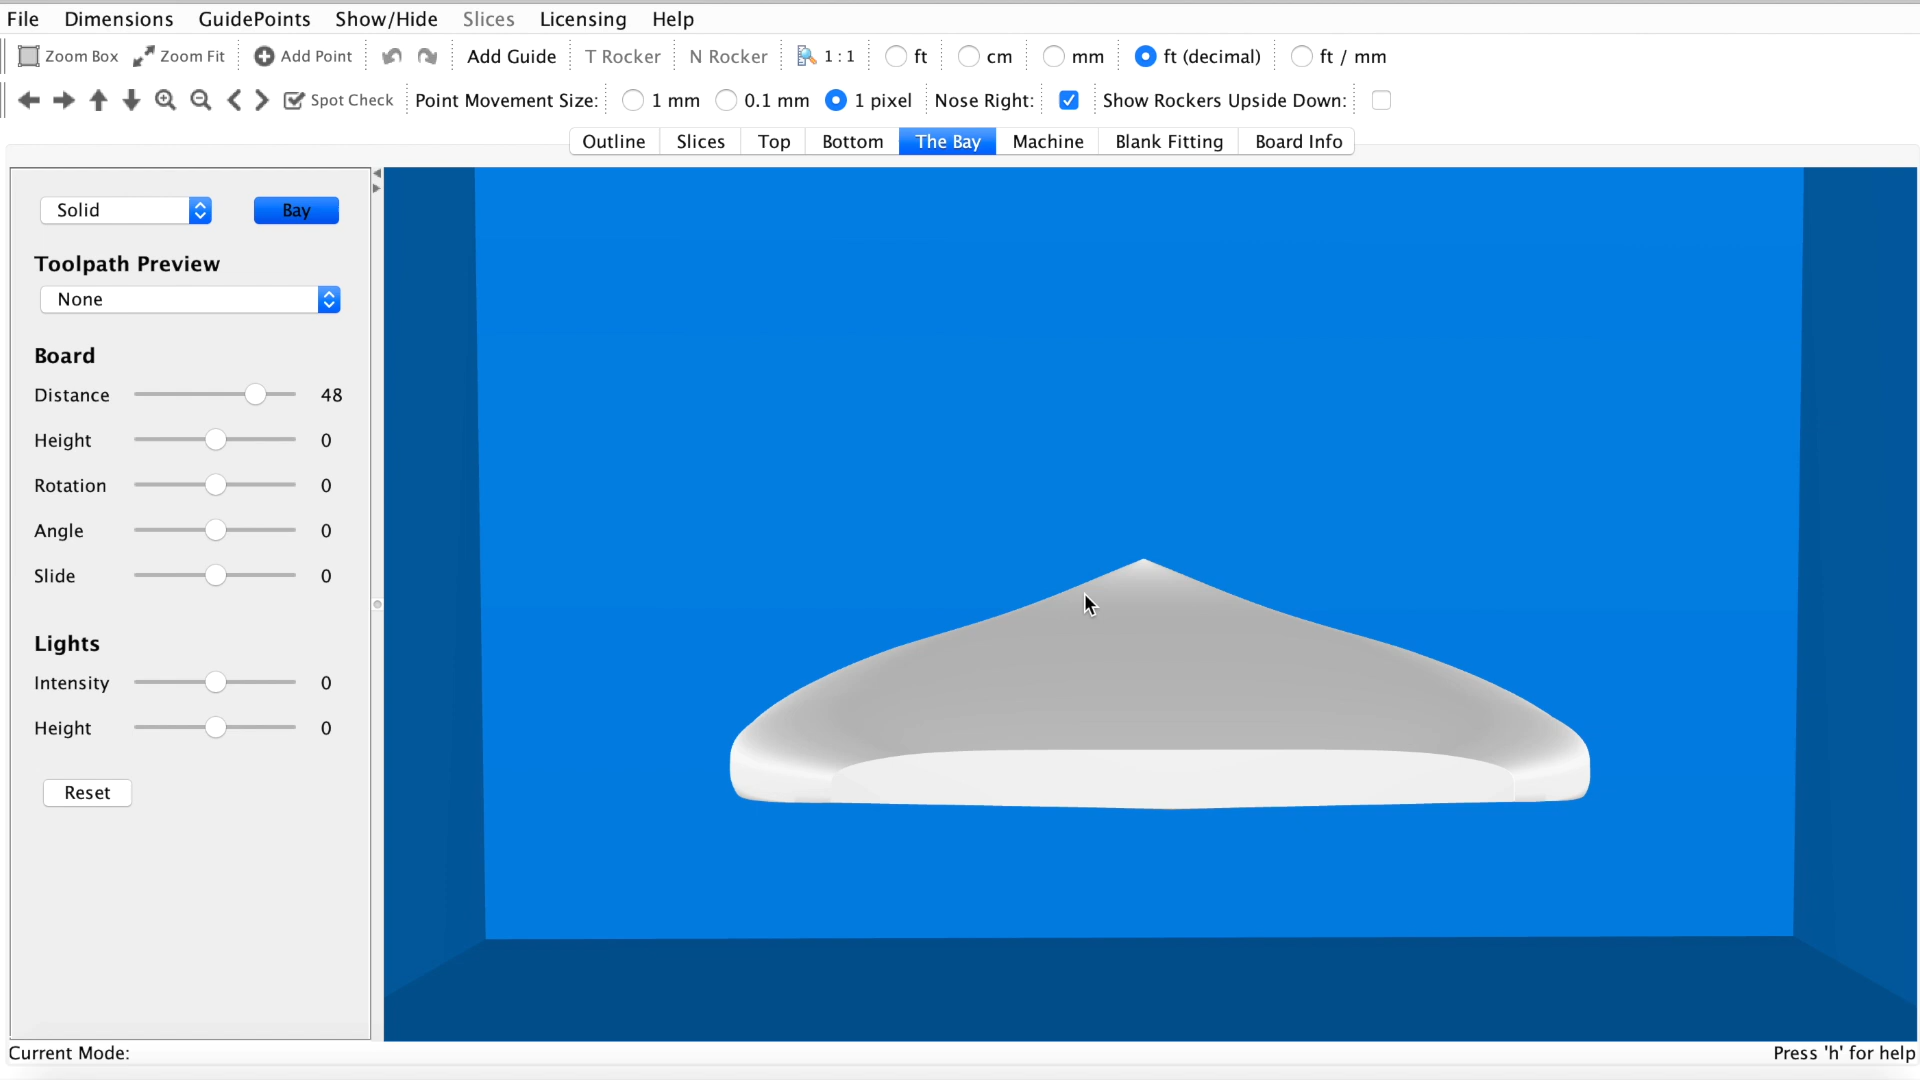 File Dimensions GuidePoints Show/Hide Slices Licensing Help
Zoom Box Zoom Fit Add Point Add Guide T Rocker N Rocker 1 : 1 ft cm mm ft (decimal) ft / mm
Spot Check Point Movement Size: 1 mm 0.1 mm 1 pixel Nose Right: Show Rockers Upside Down:
Outline Slices Top Bottom The Bay Machine Blank Fitting Board Info
Solid Bay
Toolpath Preview
None
Board
Distance 48
Height 0
Rotation 0
Angle 0
Slide 0
Lights
Intensity 0
Height 0
Reset
Current Mode: Press 'h' for help